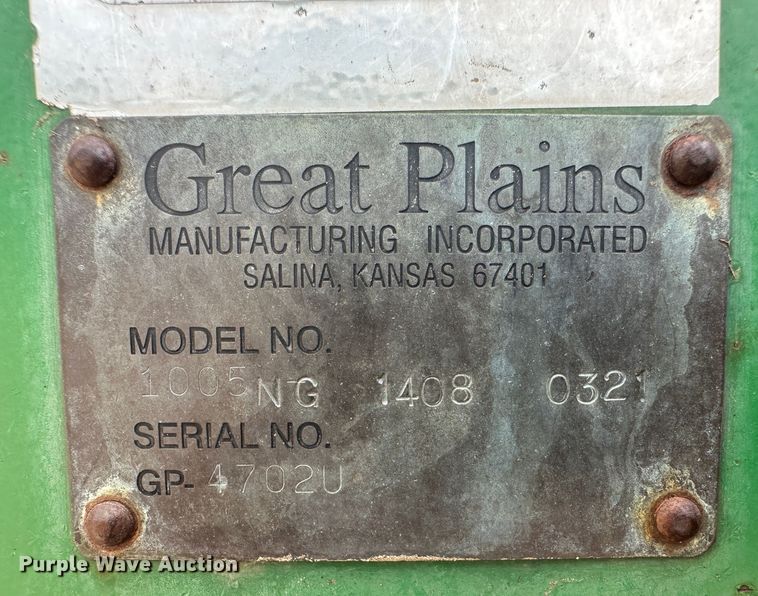 Great Plains
MANUFACTURING INCORPORATED
SALINA, KANSAS 67401
MODEL NO.
1005NG 1408 0321
SERIAL NO.
GP-4702U
Purple Wave Auction